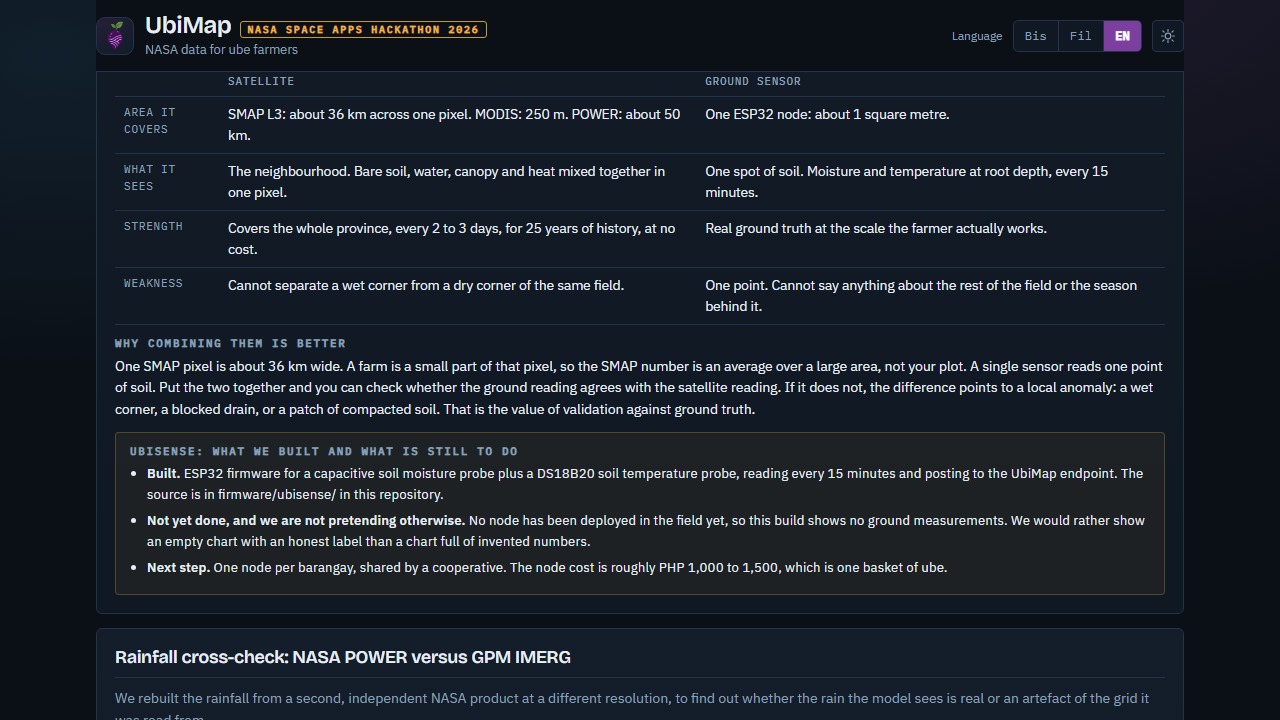 UbiMap NASA SPACE APPS HACKATHON 2026
NASA data for ube farmers
Language Bis Fil EN
SATELLITE GROUND SENSOR
AREA IT COVERS
SMAP L3: about 36 km across one pixel. MODIS: 250 m. POWER: about 50
km.
One ESP32 node: about 1 square metre.
WHAT IT SEES
The neighbourhood. Bare soil, water, canopy and heat mixed together in
one pixel.
One spot of soil. Moisture and temperature at root depth, every 15
minutes.
STRENGTH
Covers the whole province, every 2 to 3 days, for 25 years of history, at no
cost.
Real ground truth at the scale the farmer actually works.
WEAKNESS
Cannot separate a wet corner from a dry corner of the same field.
One point. Cannot say anything about the rest of the field or the season
behind it.
WHY COMBINING THEM IS BETTER
One SMAP pixel is about 36 km wide. A farm is a small part of that pixel, so the SMAP number is an average over a large area, not your plot. A single sensor reads one point
of soil. Put the two together and you can check whether the ground reading agrees with the satellite reading. If it does not, the difference points to a local anomaly: a wet
corner, a blocked drain, or a patch of compacted soil. That is the value of validation against ground truth.
UBISENSE: WHAT WE BUILT AND WHAT IS STILL TO DO
• Built. ESP32 firmware for a capacitive soil moisture probe plus a DS18B20 soil temperature probe, reading every 15 minutes and posting to the UbiMap endpoint. The
source is in firmware/ubisense/ in this repository.
• Not yet done, and we are not pretending otherwise. No node has been deployed in the field yet, so this build shows no ground measurements. We would rather show
an empty chart with an honest label than a chart full of invented numbers.
• Next step. One node per barangay, shared by a cooperative. The node cost is roughly PHP 1,000 to 1,500, which is one basket of ube.
Rainfall cross-check: NASA POWER versus GPM IMERG
We rebuilt the rainfall from a second, independent NASA product at a different resolution, to find out whether the rain the model sees is real or an artefact of the grid it
was read from.